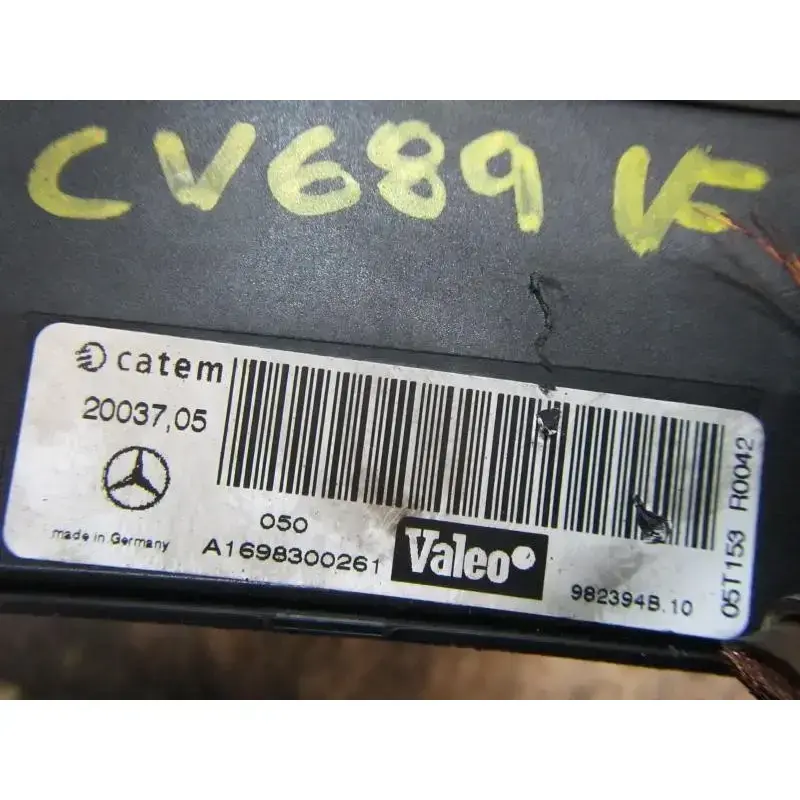 CV689 VF
catem
20037,05
made in Germany
050
A1698300261
Valeo
982394B.10
05T153 R0042